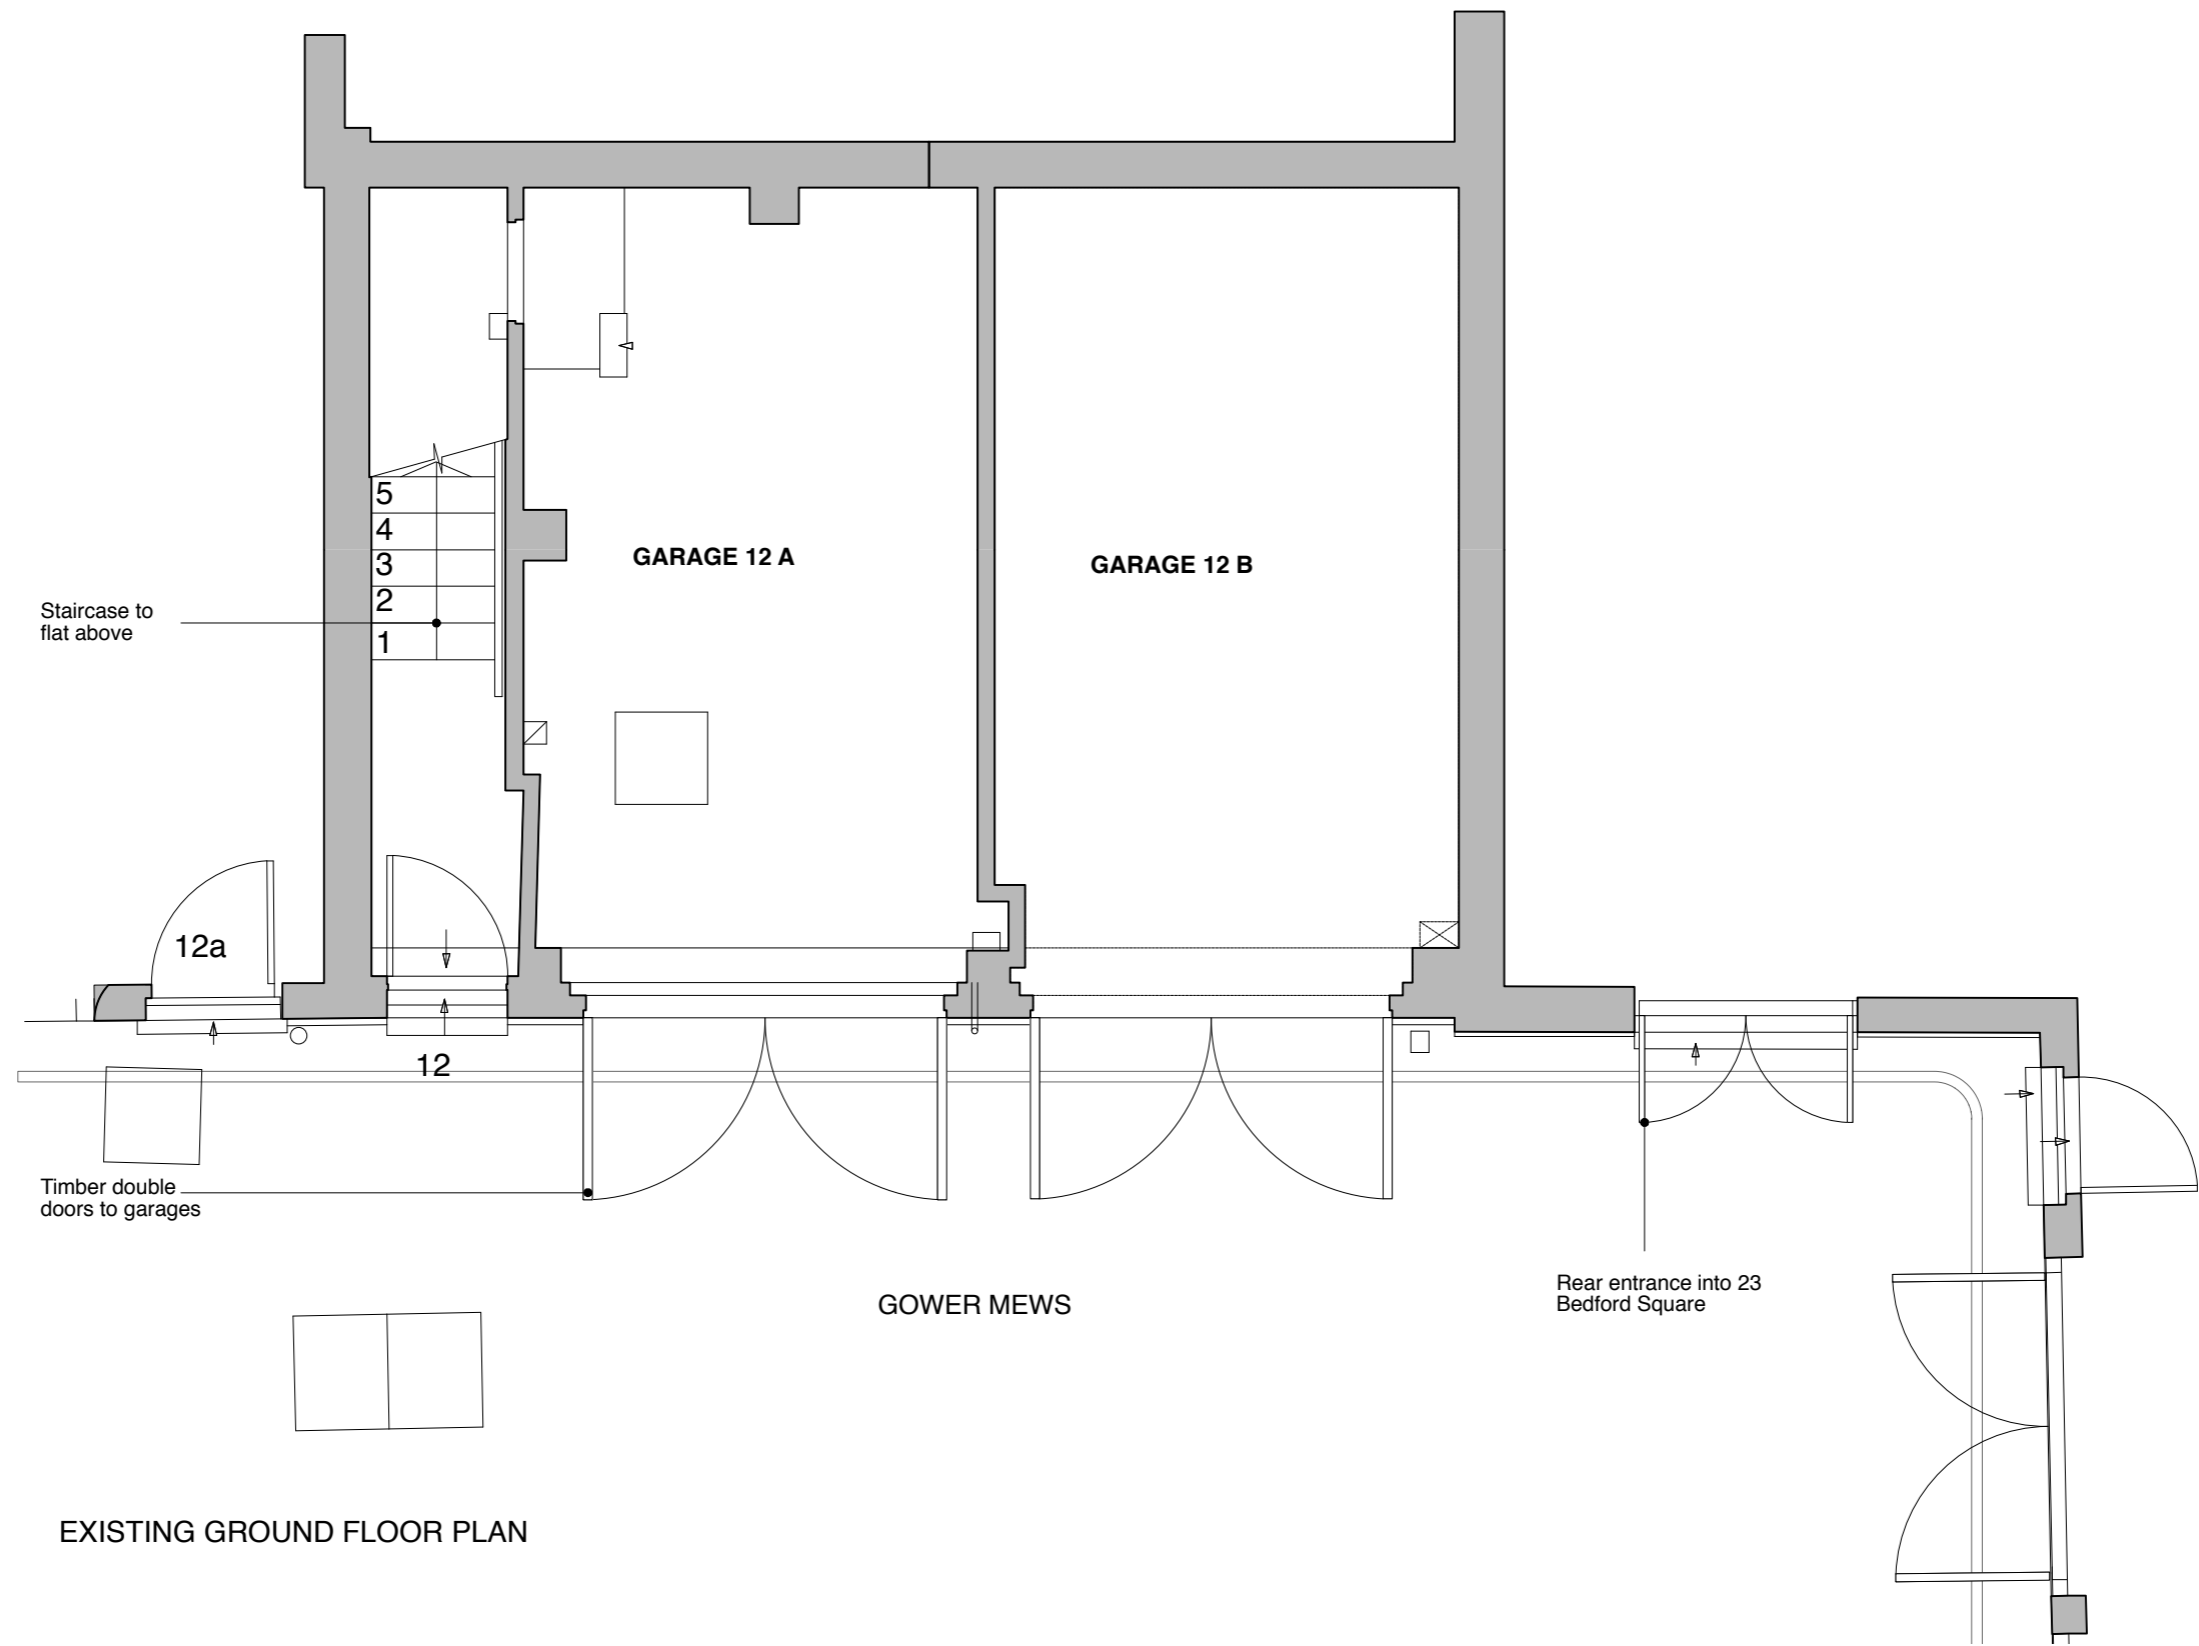 5
4
3
2
1
GARAGE 12 A
GARAGE 12 B
Staircase to
flat above
12a
12
Timber double
doors to garages
Rear entrance into 23
Bedford Square
GOWER MEWS
EXISTING GROUND FLOOR PLAN